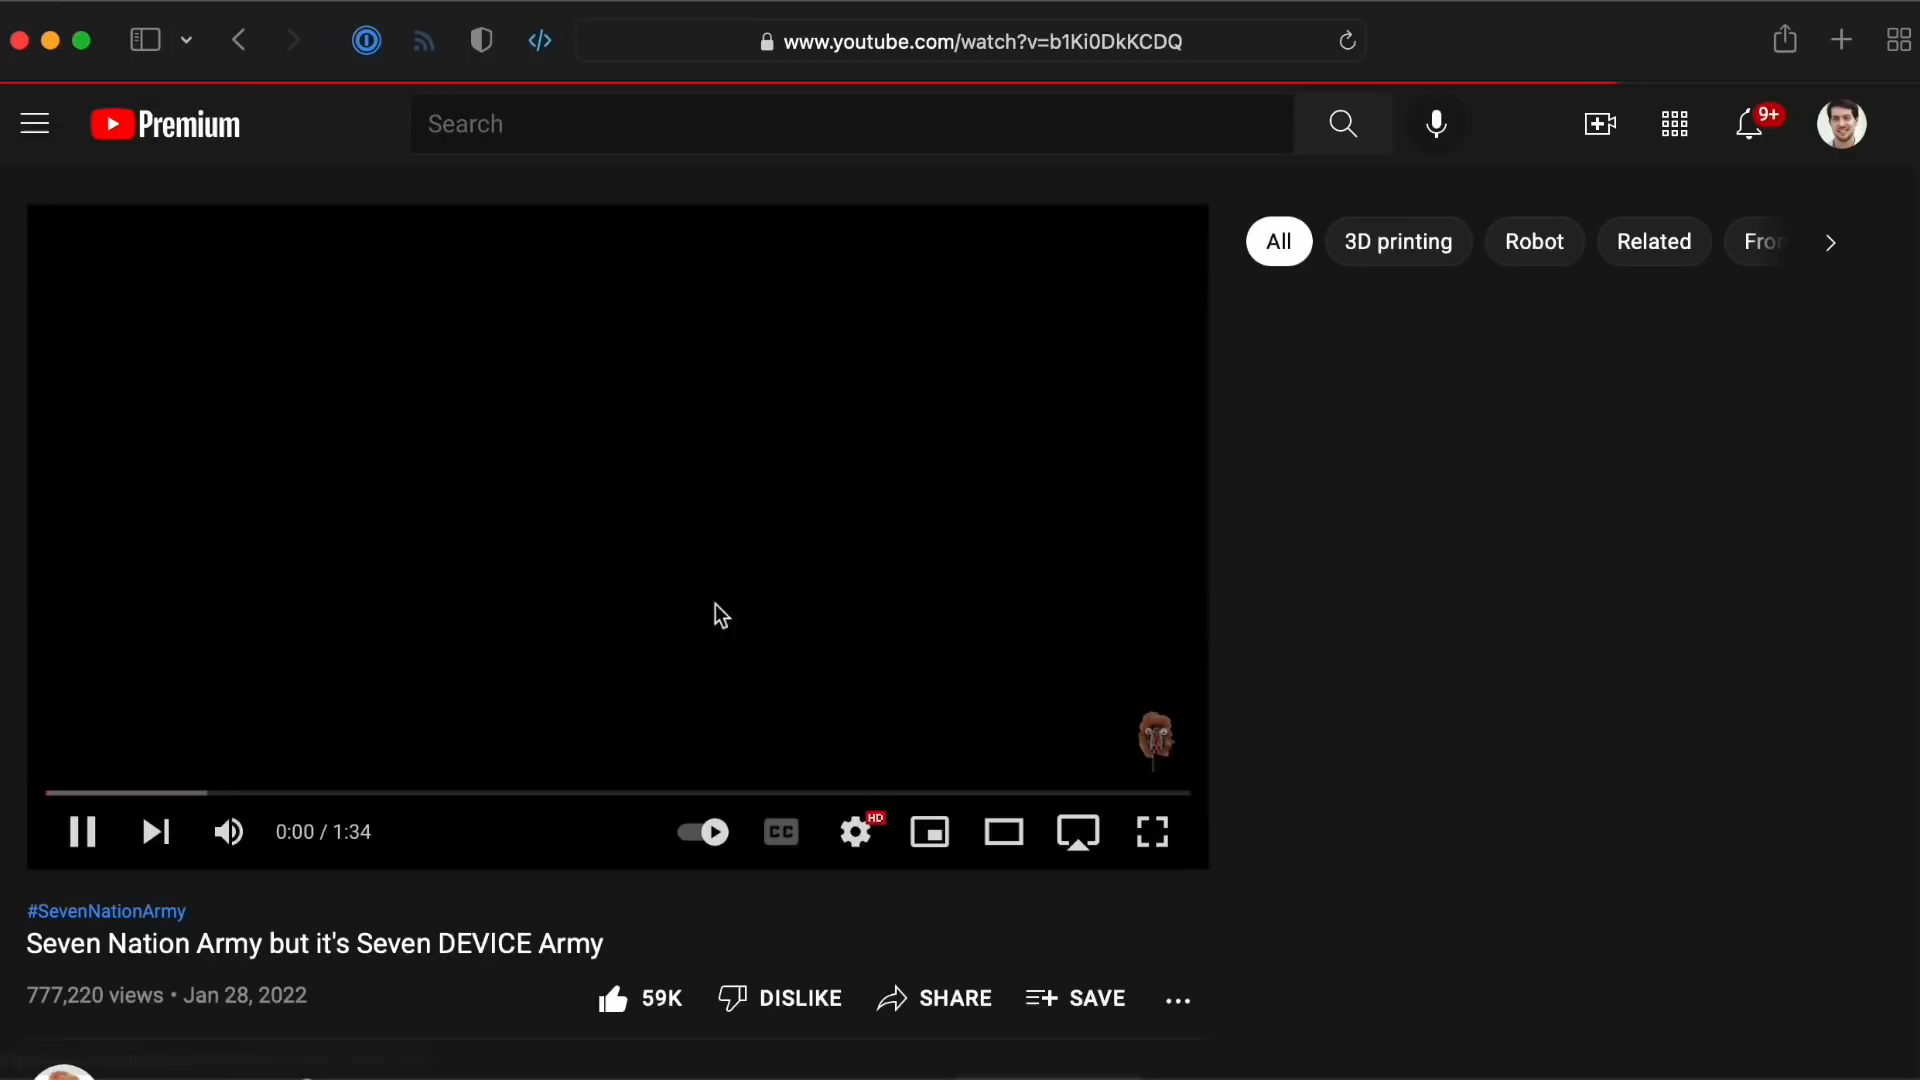 www.youtube.com/watch?v=b1Ki0DkKCDQ
Premium
Search
9+
All
3D printing
Robot
Related
0:00 / 1:34
CC
HD
#SevenNationArmy
Seven Nation Army but it's Seven DEVICE Army
777,220 views • Jan 28, 2022
59K
DISLIKE
SHARE
SAVE